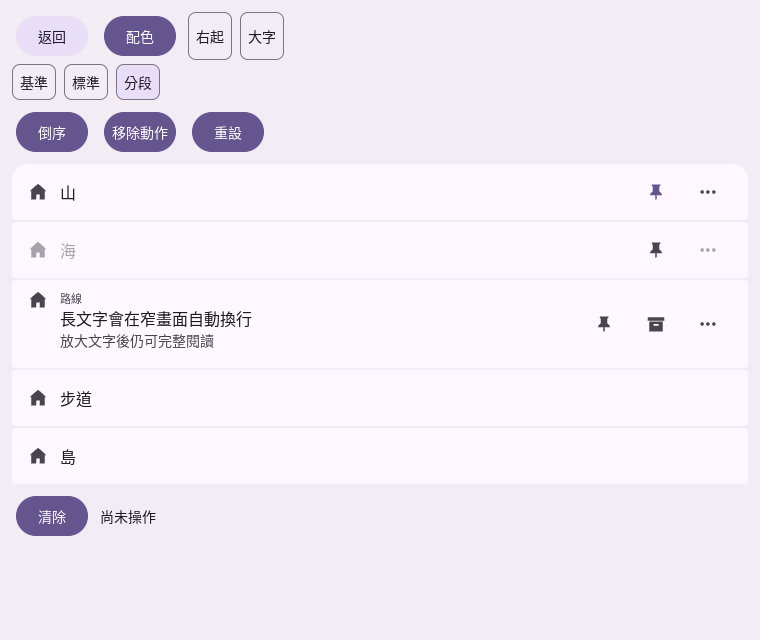 返回
配色
右起
大字
基準
標準
分段
倒序
移除動作
重設
山
海
路線
長文字會在窄畫面自動換行
放大文字後仍可完整閱讀
步道
島
清除
尚未操作